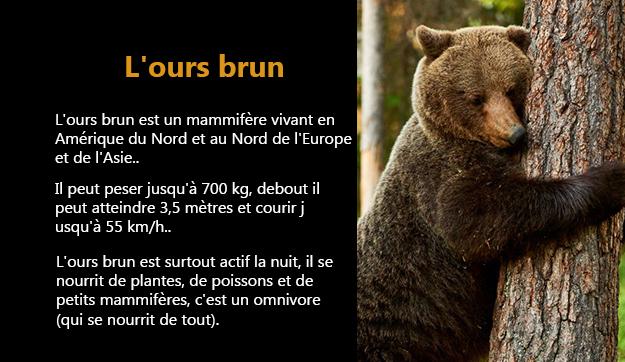 L'ours brun
L'ours brun est un mammifère vivant en
Amérique du Nord et au Nord de l'Europe
et de l'Asie..
Il peut peser jusqu'à 700 kg, debout il
peut atteindre 3,5 mètres et courir j
usqu'à 55 km/h..
L'ours brun est surtout actif la nuit, il se
nourrit de plantes, de poissons et de
petits mammifères, c'est un omnivore
(qui se nourrit de tout).